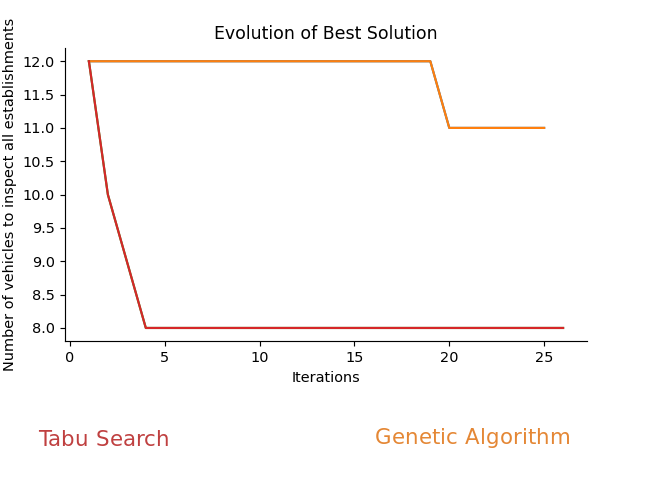 Evolution of Best Solution
Number of vehicles to inspect all establishments
12.0
11.5
11.0
10.5
10.0
9.5
9.0
8.5
8.0
0 5 10 15 20 25
Iterations
Tabu Search Genetic Algorithm